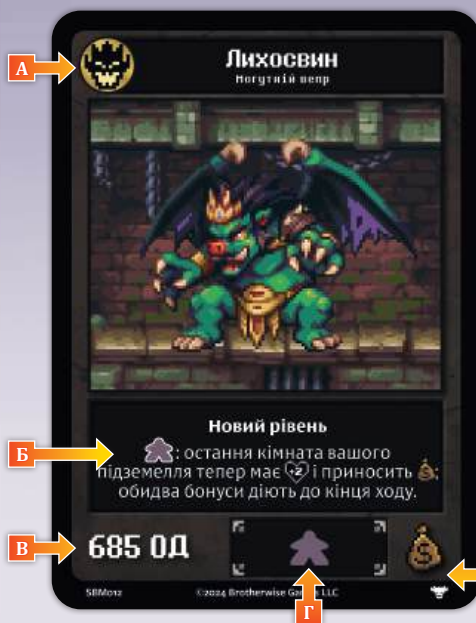 А
Лихосвин
Могутній вепр
Новий рівень
Б
: остання кімната вашого
підземелля тепер має +2 і приносить ;
обидва бонуси діють до кінця ходу.
В
685 ОД
SBM012
©2024 Brotherwise Games LLC
Г